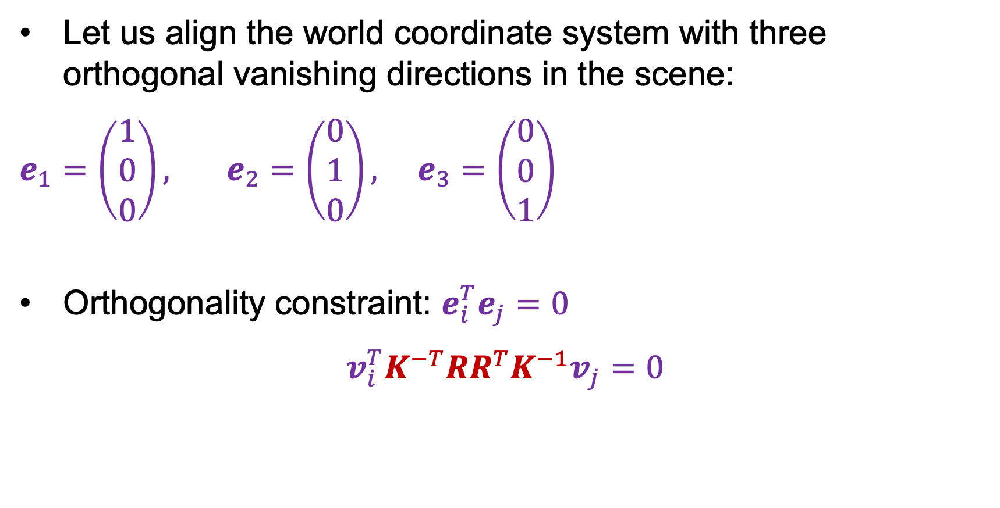 • Let us align the world coordinate system with three
orthogonal vanishing directions in the scene:
$\boldsymbol{e}_1 = \begin{pmatrix} 1 \\ 0 \\ 0 \end{pmatrix}, \quad \boldsymbol{e}_2 = \begin{pmatrix} 0 \\ 1 \\ 0 \end{pmatrix}, \quad \boldsymbol{e}_3 = \begin{pmatrix} 0 \\ 0 \\ 1 \end{pmatrix}$
• Orthogonality constraint: $\boldsymbol{e}_i^T \boldsymbol{e}_j = 0$
$\boldsymbol{v}_i^T \boldsymbol{K}^{-T} \boldsymbol{R} \boldsymbol{R}^T \boldsymbol{K}^{-1} \boldsymbol{v}_j = 0$